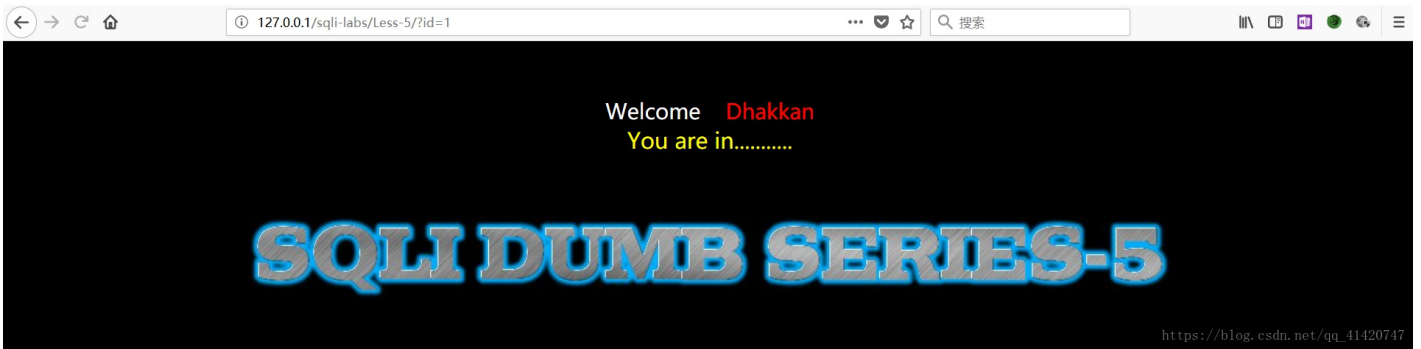 127.0.0.1/sqli-labs/Less-5/?id=1
搜索
Welcome Dhakkan
You are in...........
SQLI DUMB SERIES-5
https://blog.csdn.net/qq_41420747